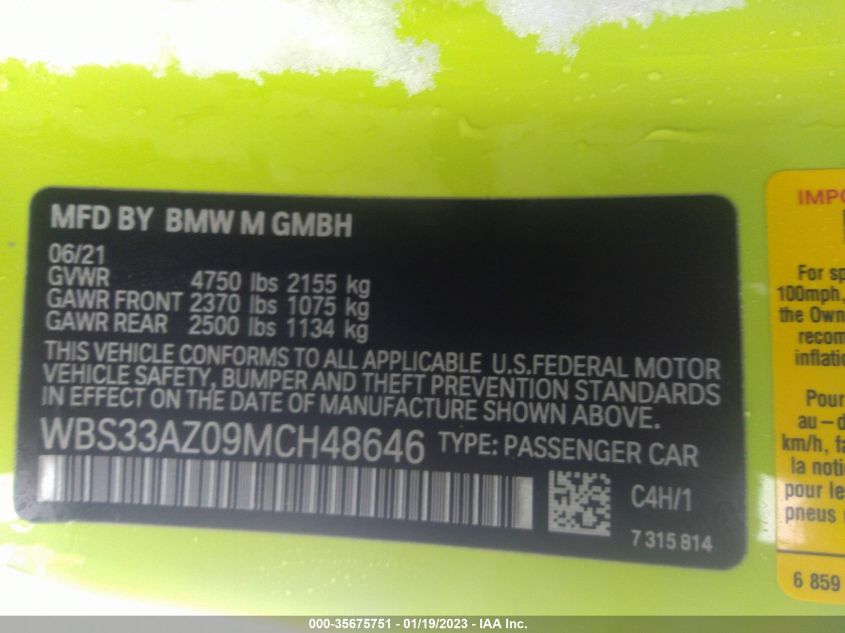 MFD BY BMW M GMBH
06/21
GVWR 4750 lbs 2155 kg
GAWR FRONT 2370 lbs 1075 kg
GAWR REAR 2500 lbs 1134 kg
THIS VEHICLE CONFORMS TO ALL APPLICABLE U.S.FEDERAL MOTOR
VEHICLE SAFETY, BUMPER AND THEFT PREVENTION STANDARDS
IN EFFECT ON THE DATE OF MANUFACTURE SHOWN ABOVE.
WBS33AZ09MCH48646 TYPE: PASSENGER CAR
C4H/1
7 315 814
IMPO
For sp
100mph,
the Own
recom
inflatio
Pour
au-d
km/h, fa
la noti
pour le
pneus
6 859
000-35675751 - 01/19/2023 - IAA Inc.